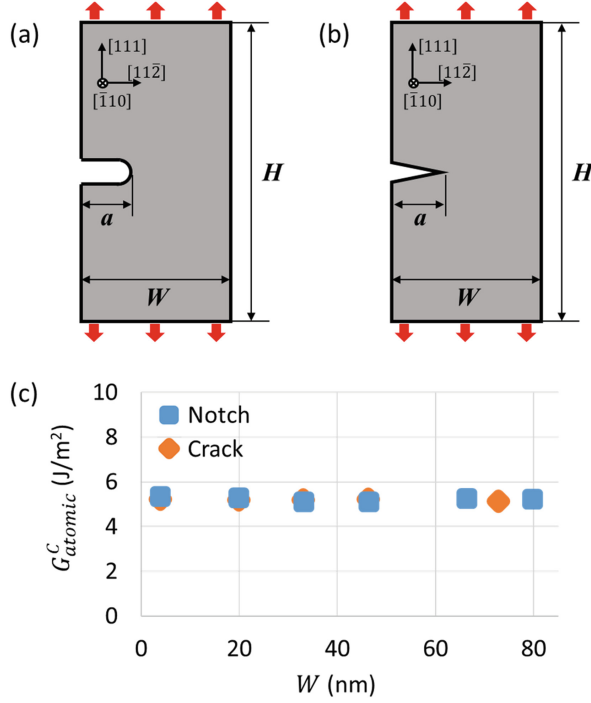 (a)
[111]
[112̄]
[1̄10]
H
a
W
(b)
[111]
[112̄]
[1̄10]
H
a
W
(c)
G^C_atomic (J/m²)
10
8
6
4
2
0
Notch
Crack
0 20 40 60 80
W (nm)